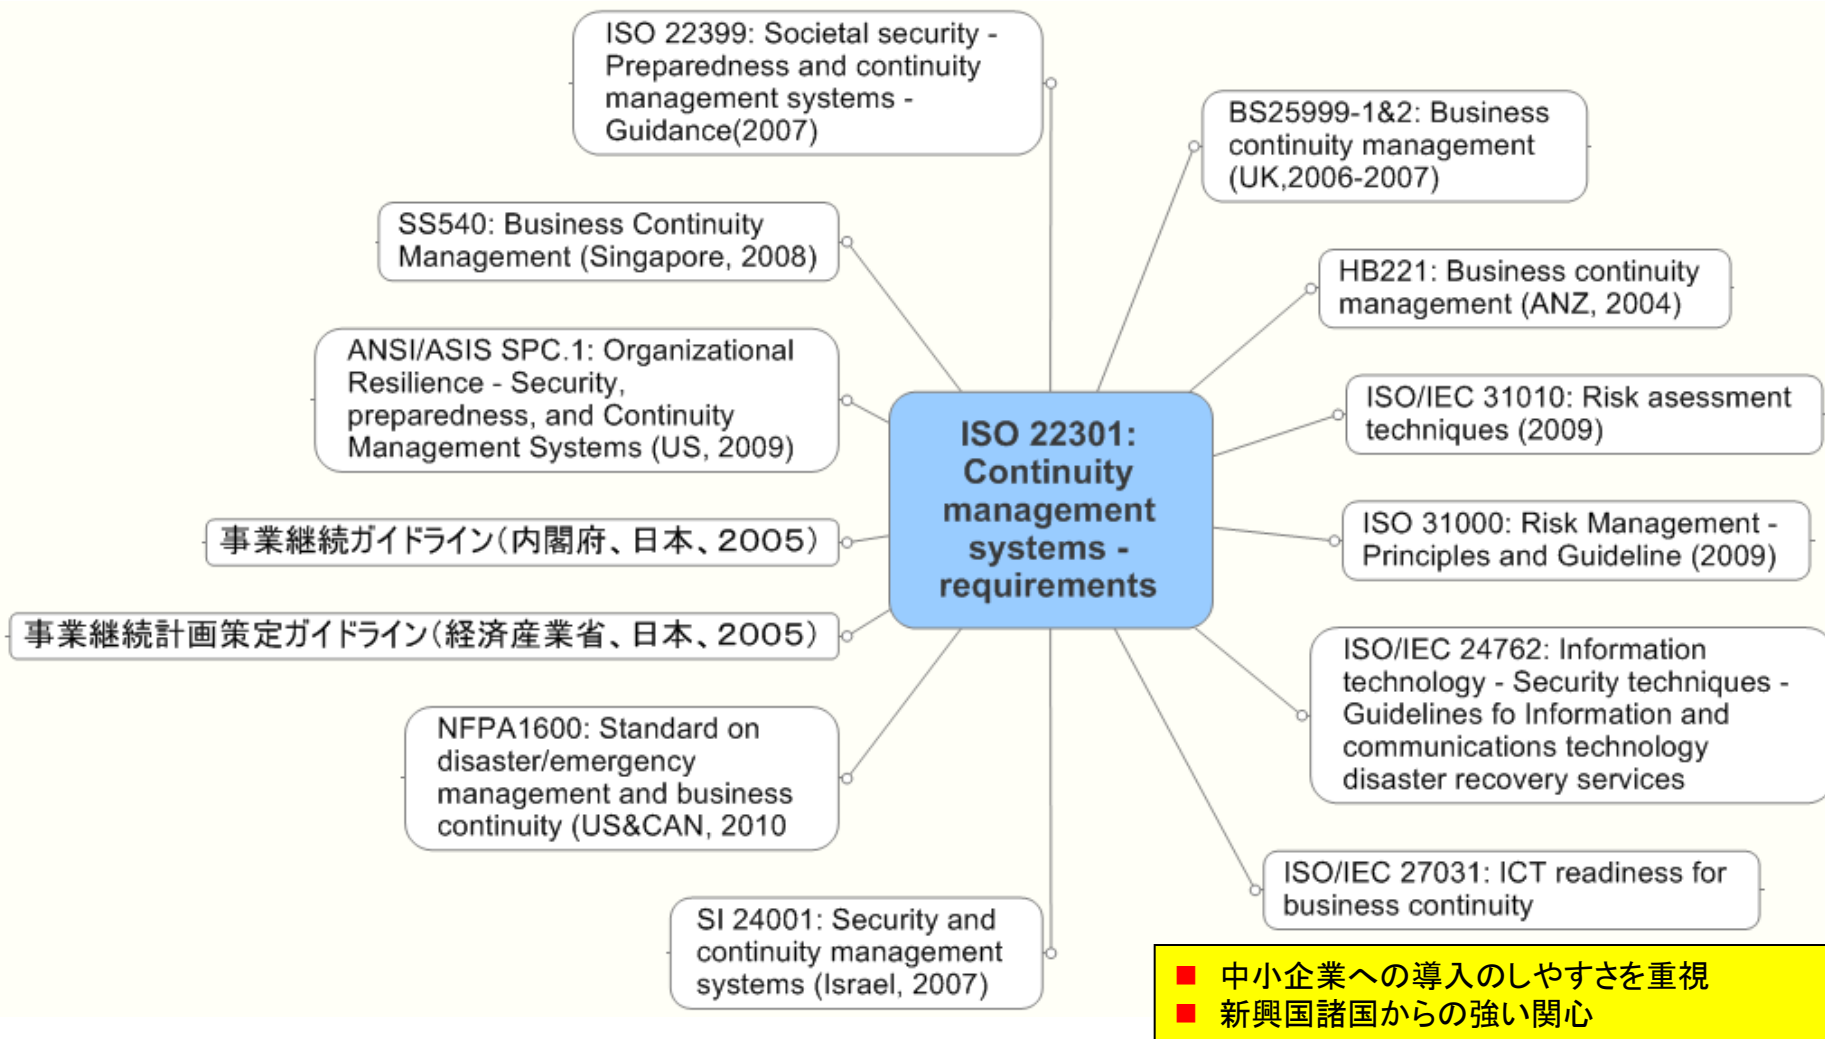 ISO 22399: Societal security -
Preparedness and continuity
management systems -
Guidance(2007)
BS25999-1&2: Business
continuity management
(UK,2006-2007)
SS540: Business Continuity
Management (Singapore, 2008)
HB221: Business continuity
management (ANZ, 2004)
ANSI/ASIS SPC.1: Organizational
Resilience - Security,
preparedness, and Continuity
Management Systems (US, 2009)
ISO/IEC 31010: Risk asessment
techniques (2009)
ISO 22301:
Continuity
management
systems -
requirements
事業継続ガイドライン（内閣府、日本、２００５）
ISO 31000: Risk Management -
Principles and Guideline (2009)
事業継続計画策定ガイドライン（経済産業省、日本、２００５）
ISO/IEC 24762: Information
technology - Security techniques -
Guidelines fo Information and
communications technology
disaster recovery services
NFPA1600: Standard on
disaster/emergency
management and business
continuity (US&CAN, 2010
ISO/IEC 27031: ICT readiness for
business continuity
SI 24001: Security and
continuity management
systems (Israel, 2007)
■ 中小企業への導入のしやすさを重視
■ 新興国諸国からの強い関心